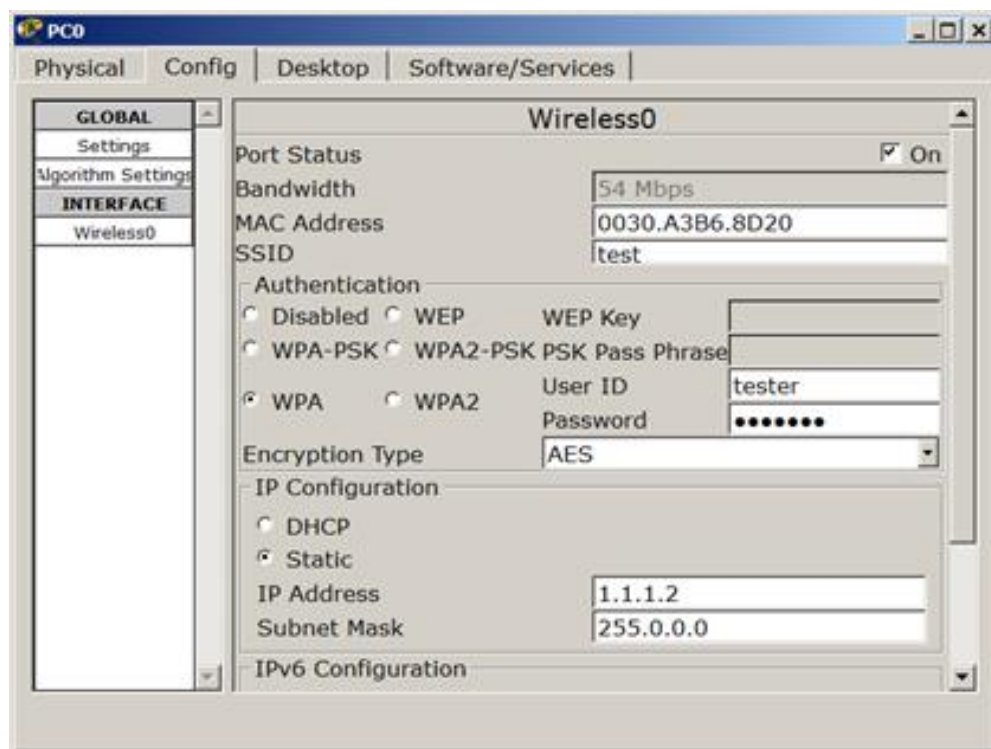 PC0
Physical Config Desktop Software/Services
GLOBAL
Settings
Algorithm Settings
INTERFACE
Wireless0
Wireless0
Port Status On
Bandwidth 54 Mbps
MAC Address 0030.A3B6.8D20
SSID test
Authentication
Disabled WEP WEP Key
WPA-PSK WPA2-PSK PSK Pass Phrase
User ID tester
WPA WPA2
Password •••••••
Encryption Type AES
IP Configuration
DHCP
Static
IP Address 1.1.1.2
Subnet Mask 255.0.0.0
IPv6 Configuration